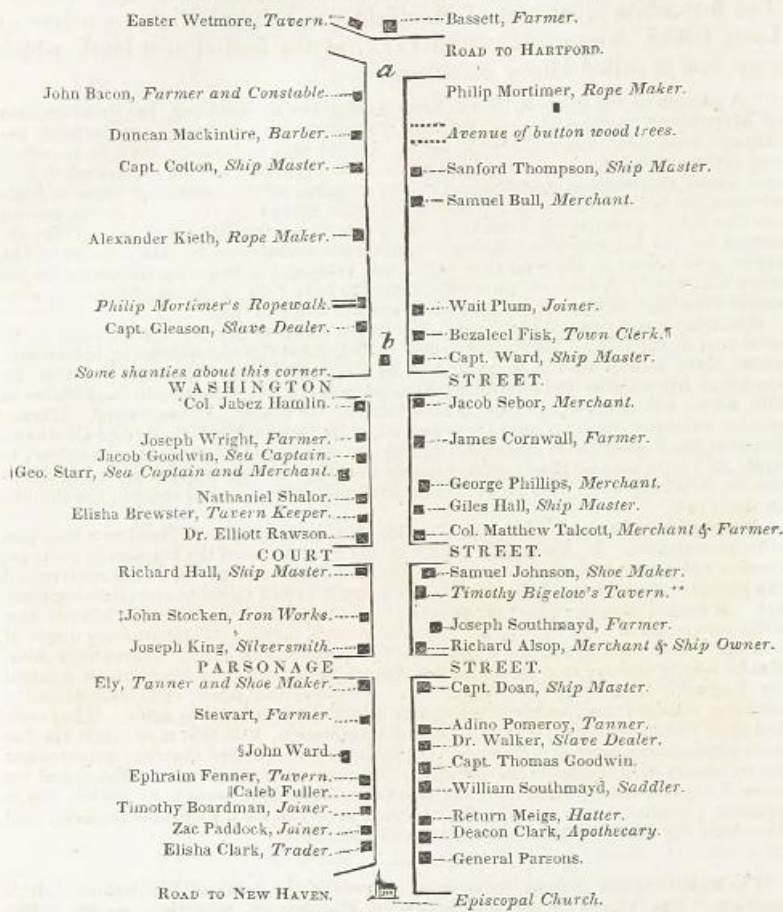 Easter Wetmore, Tavern.
Bassett, Farmer.
ROAD TO HARTFORD.
a
John Bacon, Farmer and Constable
Philip Mortimer, Rope Maker.
Duncan Mackintire, Barber.
Avenue of button wood trees.
Capt. Cotton, Ship Master.
Sanford Thompson, Ship Master.
Samuel Bull, Merchant.
Alexander Kieth, Rope Maker.
Philip Mortimer's Ropewalk.
Wait Plum, Joiner.
Capt. Gleason, Slave Dealer.
b
Bezaleel Fisk, Town Clerk.¶
Capt. Ward, Ship Master.
Some shanties about this corner.
WASHINGTON STREET.
Col. Jabez Hamlin.
Jacob Sebor, Merchant.
Joseph Wright, Farmer.
James Cornwall, Farmer.
Jacob Goodwin, Sea Captain.
†Geo. Starr, Sea Captain and Merchant.
George Phillips, Merchant.
Nathaniel Shalor.
Giles Hall, Ship Master.
Elisha Brewster, Tavern Keeper.
Dr. Elliott Rawson.
Col. Matthew Talcott, Merchant & Farmer.
COURT STREET.
Richard Hall, Ship Master.
Samuel Johnson, Shoe Maker.
Timothy Bigelow's Tavern.**
‡John Stocken, Iron Works.
Joseph Southmayd, Farmer.
Joseph King, Silversmith.
Richard Alsop, Merchant & Ship Owner.
PARSONAGE STREET.
Ely, Tanner and Shoe Maker
Capt. Doan, Ship Master.
Stewart, Farmer.
Adino Pomeroy, Tanner.
Dr. Walker, Slave Dealer.
§John Ward
Capt. Thomas Goodwin.
Ephraim Fenner, Tavern.
William Southmayd, Saddler.
‖Caleb Fuller.
Timothy Boardman, Joiner.
Return Meigs, Hatter.
Zac Paddock, Joiner.
Deacon Clark, Apothecary.
Elisha Clark, Trader.
General Parsons.
ROAD TO NEW HAVEN.
Episcopal Church.